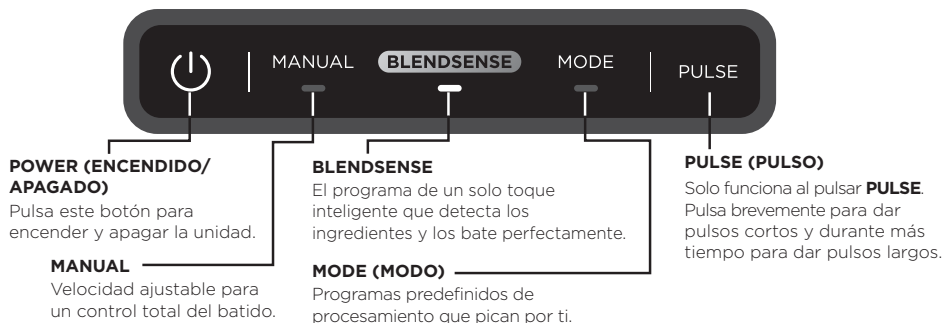 MANUAL
BLENDSENSE
MODE
PULSE
POWER (ENCENDIDO/
APAGADO)
Pulsa este botón para
encender y apagar la unidad.
MANUAL
Velocidad ajustable para
un control total del batido.
BLENDSENSE
El programa de un solo toque
inteligente que detecta los
ingredientes y los bate perfectamente.
MODE (MODO)
Programas predefinidos de
procesamiento que pican por ti.
PULSE (PULSO)
Solo funciona al pulsar PULSE.
Pulsa brevemente para dar
pulsos cortos y durante más
tiempo para dar pulsos largos.